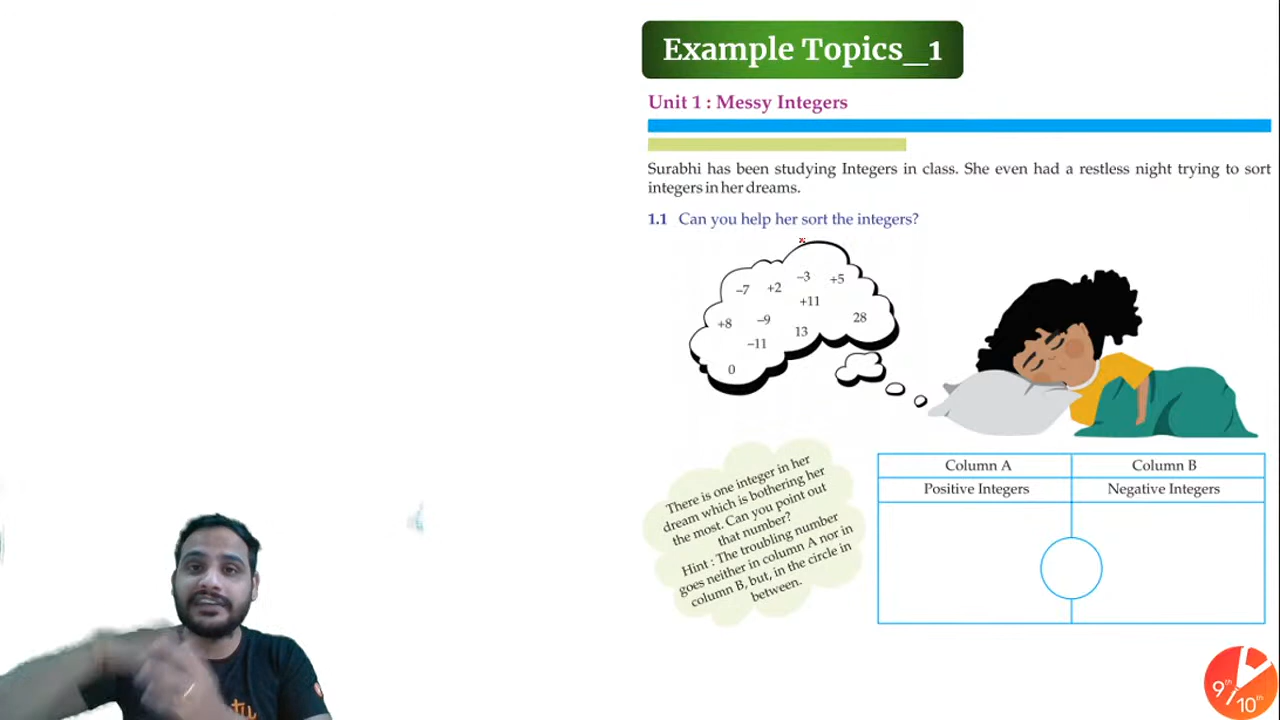 Example Topics_1
Unit 1 : Messy Integers
Surabhi has been studying Integers in class. She even had a restless night trying to sort
integers in her dreams.
1.1 Can you help her sort the integers?
–3 +5
–7 +2
+11
+8 –9 28
13
–11
0
There is one integer in her
dream which is bothering her
the most. Can you point out
that number?
Hint : The troubling number
goes neither in column A nor in
column B, but, in the circle in
between.
Column A Column B
Positive Integers Negative Integers
9th
10th